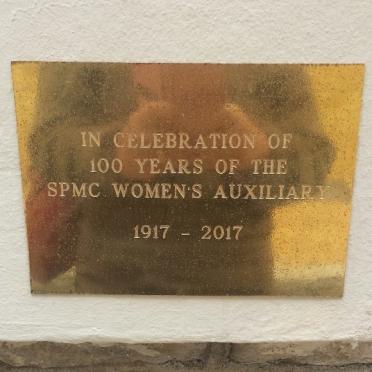 IN CELEBRATION OF
100 YEARS OF THE
SPMC WOMEN'S AUXILIARY
1917 - 2017